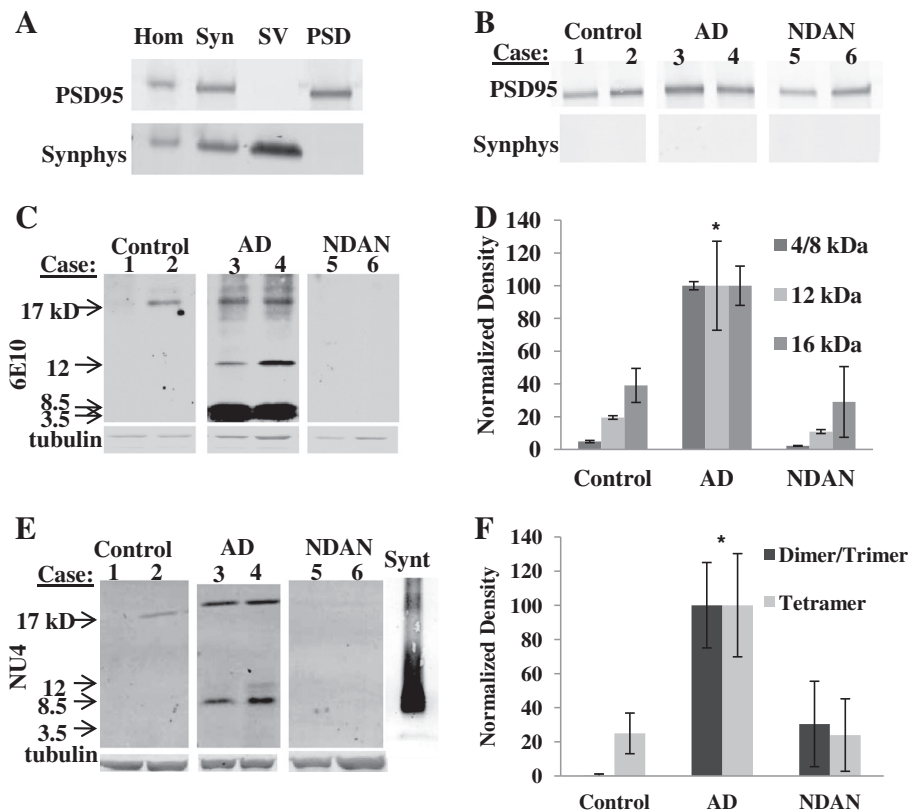 A
Hom Syn SV PSD
PSD95
Synphys
B
Control AD NDAN
Case: 1 2 3 4 5 6
PSD95
Synphys
C
Control AD NDAN
Case: 1 2 3 4 5 6
17 kD
12
8.5
3.5
6E10
tubulin
D
140
120
100
80
60
40
20
0
Normalized Density
*
4/8 kDa
12 kDa
16 kDa
Control AD NDAN
E
Control AD NDAN Synt
Case: 1 2 3 4 5 6
17 kD
12
8.5
3.5
NU4
tubulin
F
140
120
100
80
60
40
20
0
Normalized Density
*
Dimer/Trimer
Tetramer
Control AD NDAN